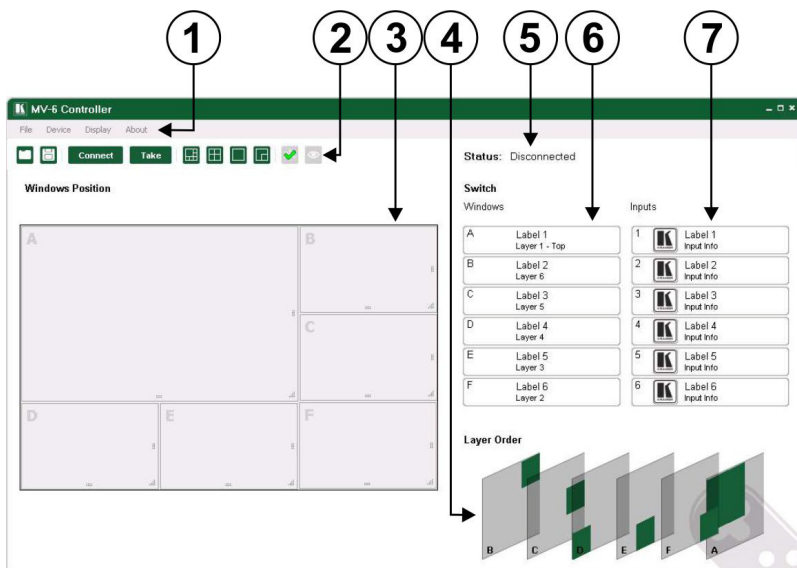 1 2 3 4 5 6 7
MV-6 Controller
File Device Display About
Connect Take
Status: Disconnected
Windows Position
Switch
Windows Inputs
A
B
C
D
E
F
A Label 1
Layer 1 - Top
B Label 2
Layer 6
C Label 3
Layer 5
D Label 4
Layer 4
E Label 5
Layer 3
F Label 6
Layer 2
1 K Label 1
Input Info
2 K Label 2
Input Info
3 K Label 3
Input Info
4 K Label 4
Input Info
5 K Label 5
Input Info
6 K Label 6
Input Info
Layer Order
B C D E F A